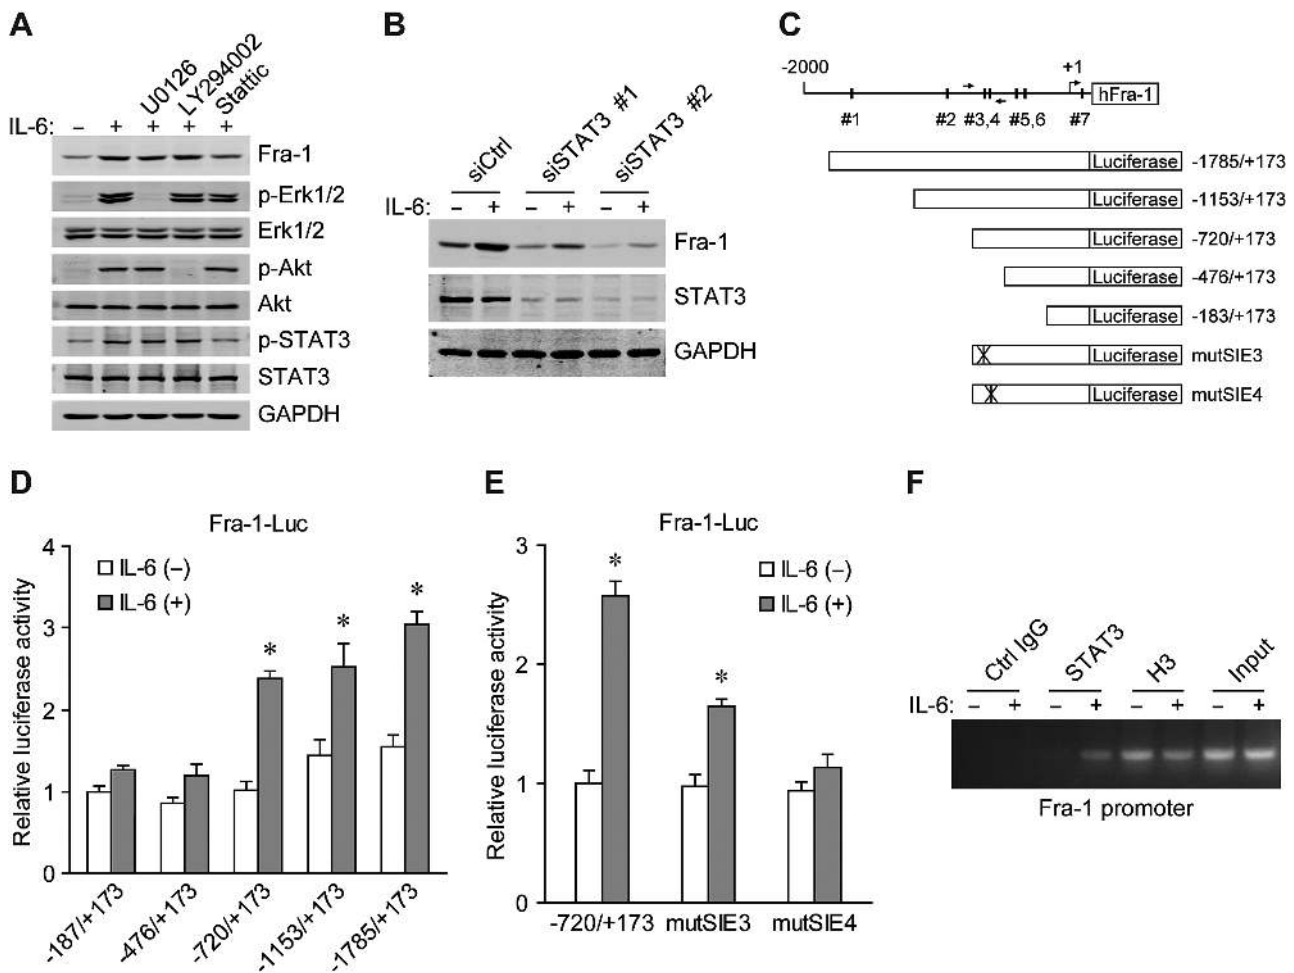 A
U0126
LY294002
Stattic
IL-6: – + + + +
Fra-1
p-Erk1/2
Erk1/2
p-Akt
Akt
p-STAT3
STAT3
GAPDH
B
siCtrl
siSTAT3 #1
siSTAT3 #2
IL-6: – + – + – +
Fra-1
STAT3
GAPDH
C
-2000
+1
hFra-1
#1 #2 #3,4 #5,6 #7
Luciferase -1785/+173
Luciferase -1153/+173
Luciferase -720/+173
Luciferase -476/+173
Luciferase -183/+173
Luciferase mutSIE3
Luciferase mutSIE4
D
Fra-1-Luc
Relative luciferase activity
4
3
2
1
0
IL-6 (–)
IL-6 (+)
* * *
-187/+173
-476/+173
-720/+173
-1153/+173
-1785/+173
E
Fra-1-Luc
Relative luciferase activity
3
2
1
0
IL-6 (–)
IL-6 (+)
* *
-720/+173 mutSIE3 mutSIE4
F
Ctrl IgG
STAT3
H3
Input
IL-6: – + – + – + – +
Fra-1 promoter